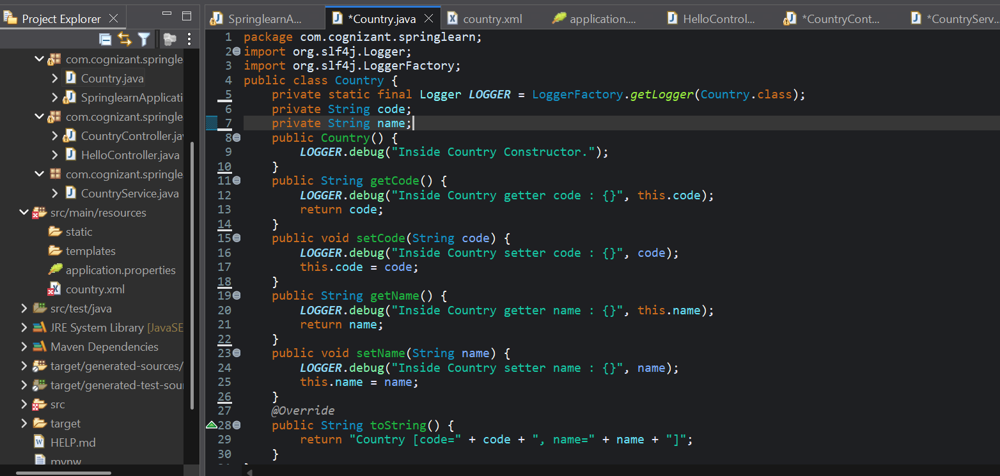 Project Explorer
com.cognizant.springle
Country.java
SpringlearnApplicati
com.cognizant.springle
CountryController.ja
HelloController.java
com.cognizant.springle
CountryService.java
src/main/resources
static
templates
application.properties
country.xml
src/test/java
JRE System Library [JavaSE
Maven Dependencies
target/generated-sources/
target/generated-test-sou
src
target
HELP.md
mvnw
SpringlearnA...
*Country.java
country.xml
application....
HelloControl...
*CountryCont...
*CountryServ...
1 package com.cognizant.springlearn;
2 import org.slf4j.Logger;
3 import org.slf4j.LoggerFactory;
4 public class Country {
5 private static final Logger LOGGER = LoggerFactory.getLogger(Country.class);
6 private String code;
7 private String name;
8 public Country() {
9 LOGGER.debug("Inside Country Constructor.");
10 }
11 public String getCode() {
12 LOGGER.debug("Inside Country getter code : {}", this.code);
13 return code;
14 }
15 public void setCode(String code) {
16 LOGGER.debug("Inside Country setter code : {}", code);
17 this.code = code;
18 }
19 public String getName() {
20 LOGGER.debug("Inside Country getter name : {}", this.name);
21 return name;
22 }
23 public void setName(String name) {
24 LOGGER.debug("Inside Country setter name : {}", name);
25 this.name = name;
26 }
27 @Override
28 public String toString() {
29 return "Country [code=" + code + ", name=" + name + "]";
30 }